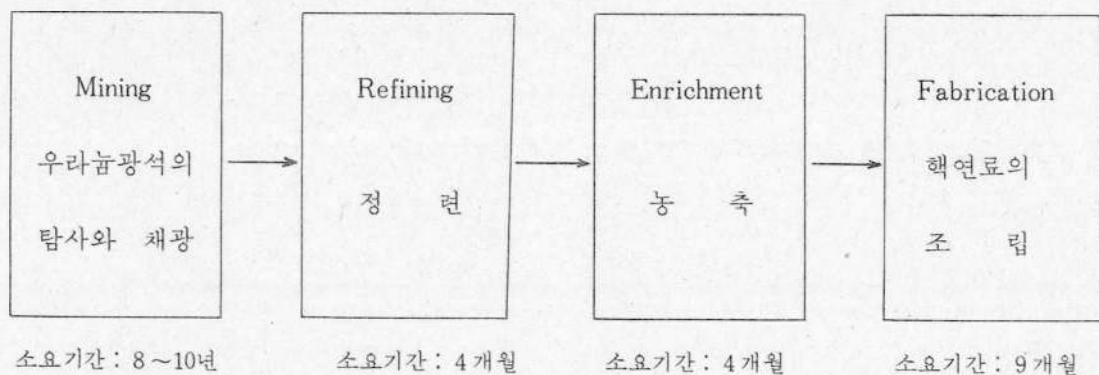 Mining
우라늄광석의
탐사와 채광
소요기간 : 8~10년
Refining
정 련
소요기간 : 4개월
Enrichment
농 축
소요기간 : 4개월
Fabrication
핵연료의
조 립
소요기간 : 9개월